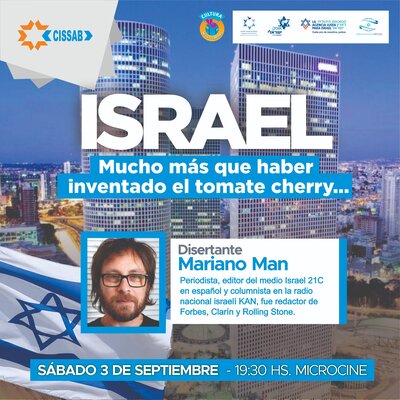 CISSAB
CULTURA
ISRAEL
Mucho más que haber
inventado el tomate cherry...
Disertante
Mariano Man
Periodista, editor del medio Israel 21C
en español y columnista en la radio
nacional israelí KAN, fue redactor de
Forbes, Clarín y Rolling Stone.
SÁBADO 3 DE SEPTIEMBRE - 19:30 HS. MICROCINE